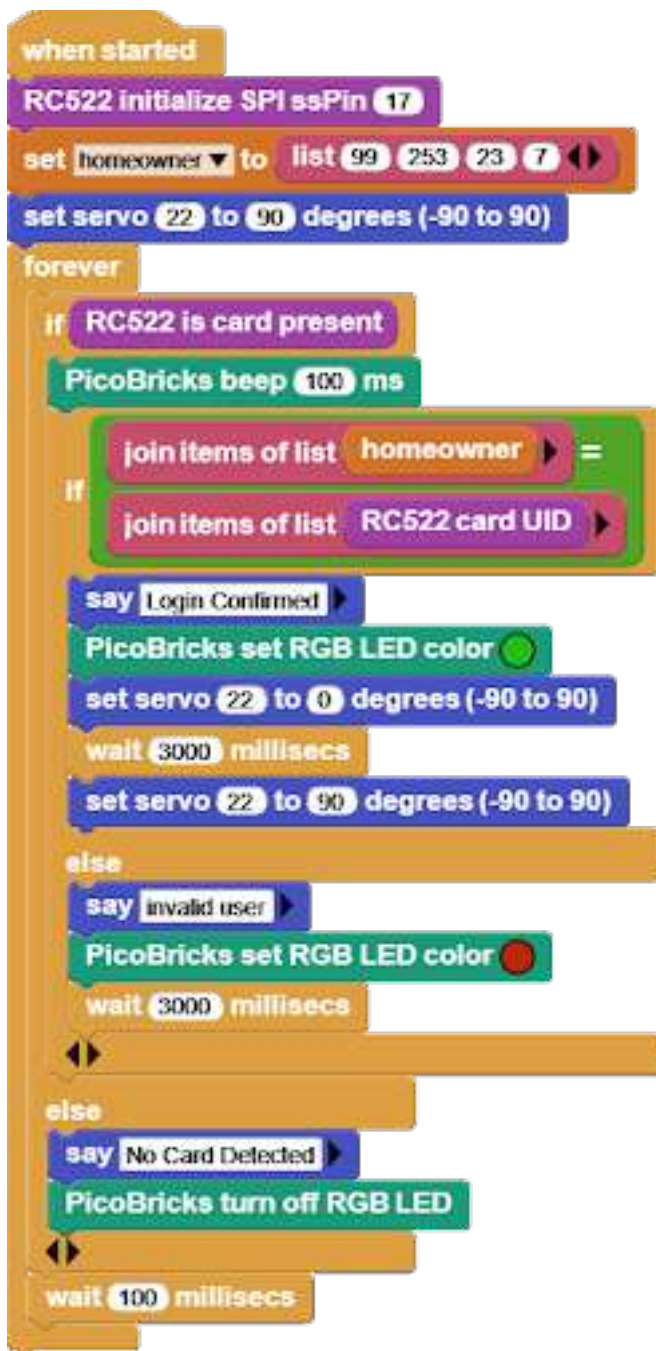 when started
RC522 initialize SPI ssPin 17
set homeowner to list 99 253 23 7
set servo 22 to 90 degrees (-90 to 90)
forever
if RC522 is card present
PicoBricks beep 100 ms
join items of list homeowner =
if
join items of list RC522 card UID
say Login Confirmed
PicoBricks set RGB LED color
set servo 22 to 0 degrees (-90 to 90)
wait 3000 millisecs
set servo 22 to 90 degrees (-90 to 90)
else
say invalid user
PicoBricks set RGB LED color
wait 3000 millisecs
else
say No Card Detected
PicoBricks turn off RGB LED
wait 100 millisecs